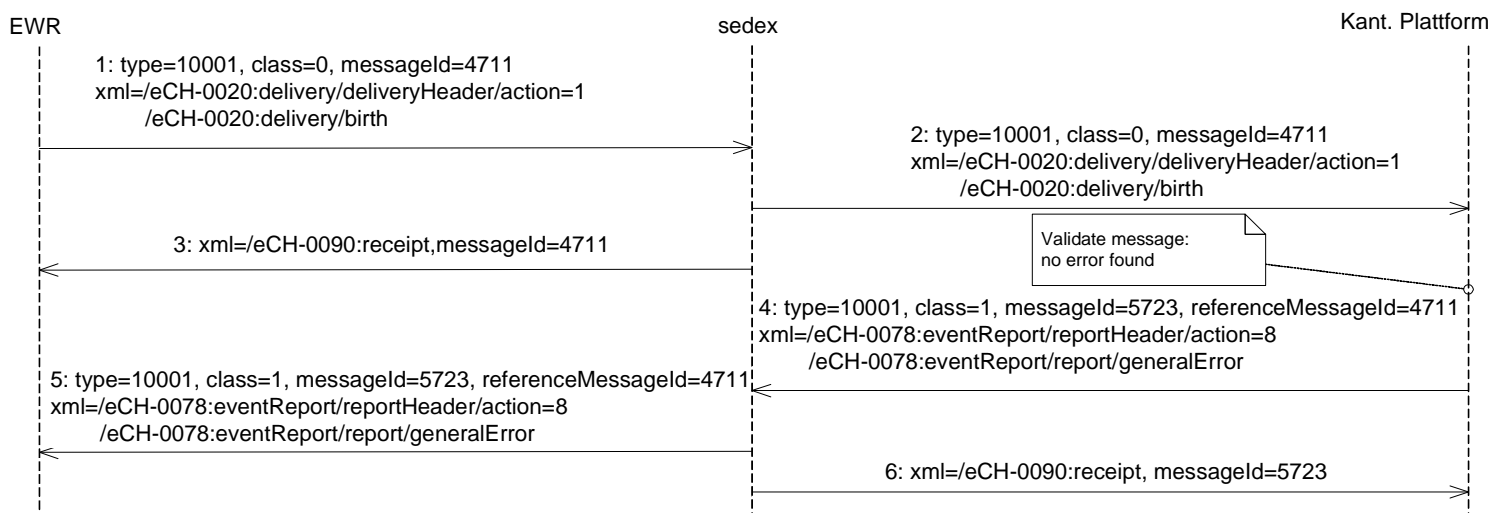 EWR
sedex
Kant. Plattform
1: type=10001, class=0, messageId=4711
xml=/eCH-0020:delivery/deliveryHeader/action=1
/eCH-0020:delivery/birth
2: type=10001, class=0, messageId=4711
xml=/eCH-0020:delivery/deliveryHeader/action=1
/eCH-0020:delivery/birth
3: xml=/eCH-0090:receipt,messageId=4711
Validate message:
no error found
4: type=10001, class=1, messageId=5723, referenceMessageId=4711
xml=/eCH-0078:eventReport/reportHeader/action=8
/eCH-0078:eventReport/report/generalError
5: type=10001, class=1, messageId=5723, referenceMessageId=4711
xml=/eCH-0078:eventReport/reportHeader/action=8
/eCH-0078:eventReport/report/generalError
6: xml=/eCH-0090:receipt, messageId=5723